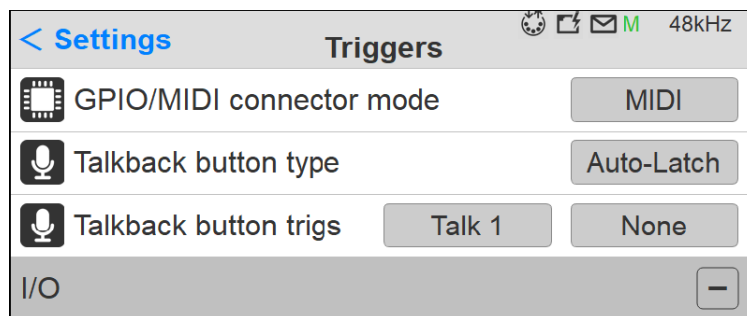 < Settings
Triggers
M 48kHz
GPIO/MIDI connector mode MIDI
Talkback button type Auto-Latch
Talkback button trigs Talk 1 None
I/O